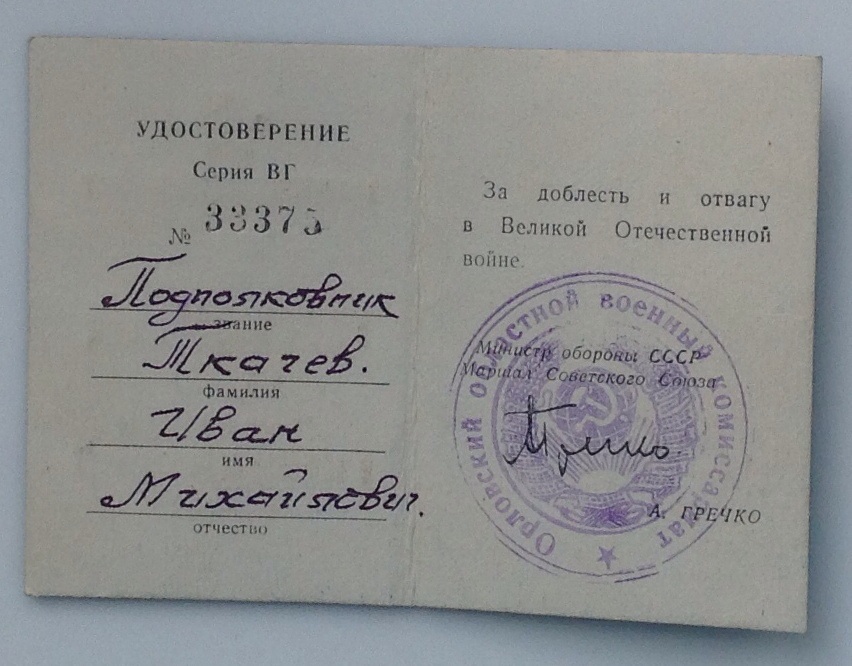 УДОСТОВЕРЕНИЕ
Серия ВГ
№ 33375
Подполковник
звание
Ткачев.
фамилия
Иван
имя
Михайлович.
отчество
За доблесть и отвагу
в Великой Отечественной
войне.
Министр обороны СССР
Маршал Советского Союза
Гречко
А. ГРЕЧКО
Орловский областной военный комиссариат